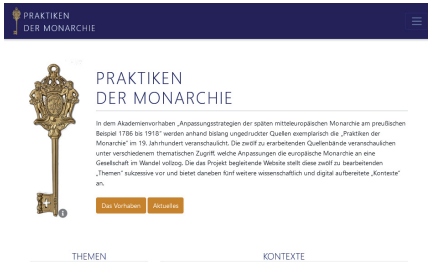 PRAKTIKEN
DER MONARCHIE
PRAKTIKEN
DER MONARCHIE
In dem Akademienvorhaben „Anpassungsstrategien der späten mitteleuropäischen Monarchie am preußischen
Beispiel 1786 bis 1918“ werden anhand bislang ungedruckter Quellen exemplarisch die „Praktiken der
Monarchie“ im 19. Jahrhundert veranschaulicht. Die zwölf zu erarbeitenden Quellenbände veranschaulichen
unter verschiedenem thematischen Zugriff, welche Anpassungen die europäische Monarchie an eine
Gesellschaft im Wandel vollzog. Die das Projekt begleitende Website stellt diese zwölf zu bearbeitenden
„Themen“ sukzessive vor und bietet daneben fünf weitere wissenschaftlich und digital aufbereitete „Kontexte“
an.
Das Vorhaben Aktuelles
THEMEN KONTEXTE